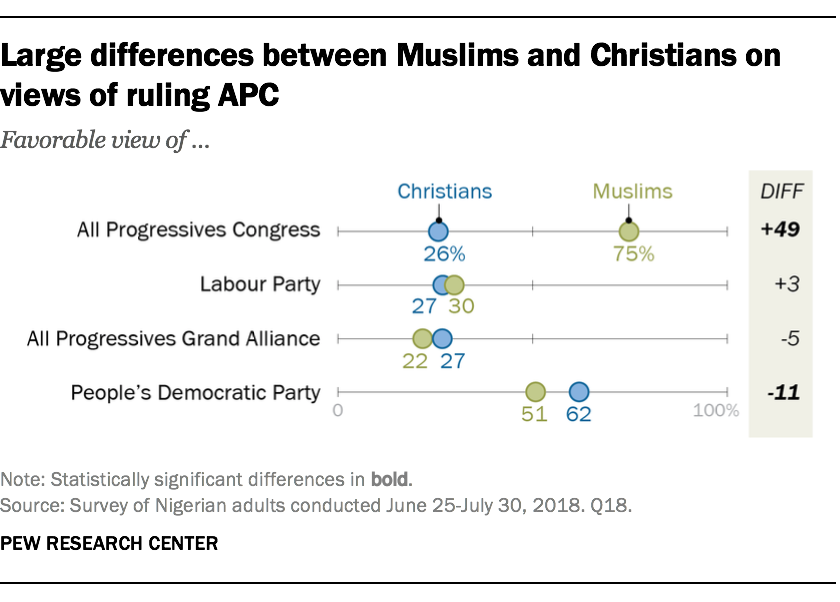 Large differences between Muslims and Christians on
views of ruling APC
Favorable view of ...
Christians Muslims DIFF
All Progressives Congress +49
26% 75%
Labour Party +3
27 30
All Progressives Grand Alliance -5
22 27
People’s Democratic Party -11
0 51 62 100%
Note: Statistically significant differences in bold.
Source: Survey of Nigerian adults conducted June 25-July 30, 2018. Q18.
PEW RESEARCH CENTER